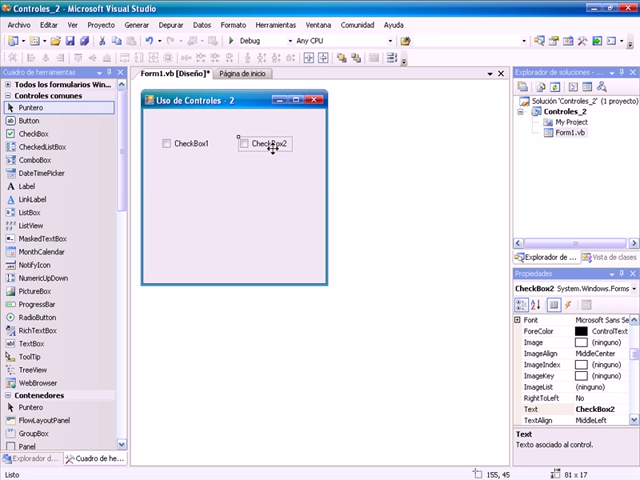 Controles_2 - Microsoft Visual Studio
Archivo Editar Ver Proyecto Generar Depurar Datos Formato Herramientas Ventana Comunidad Ayuda
Debug Any CPU
Cuadro de herramientas
Todos los formularios Win...
Controles comunes
Puntero
Button
CheckBox
CheckedListBox
ComboBox
DateTimePicker
Label
LinkLabel
ListBox
ListView
MaskedTextBox
MonthCalendar
NotifyIcon
NumericUpDown
PictureBox
ProgressBar
RadioButton
RichTextBox
TextBox
ToolTip
TreeView
WebBrowser
Contenedores
Puntero
FlowLayoutPanel
GroupBox
Panel
Explorador d... Cuadro de he...
Form1.vb [Diseño]* Página de inicio
Uso de Controles - 2
CheckBox1 CheckBox2
Explorador de soluciones - ...
Solución 'Controles_2' (1 proyecto)
Controles_2
My Project
Form1.vb
Explorador de ... Vista de clases
Propiedades
CheckBox2 System.Windows.Forms
Font Microsoft Sans Se
ForeColor ControlText
Image (ninguno)
ImageAlign MiddleCenter
ImageIndex (ninguno)
ImageKey (ninguno)
ImageList (ninguno)
RightToLeft No
Text CheckBox2
TextAlign MiddleLeft
Text
Texto asociado al control.
Listo 155, 45 81 x 17